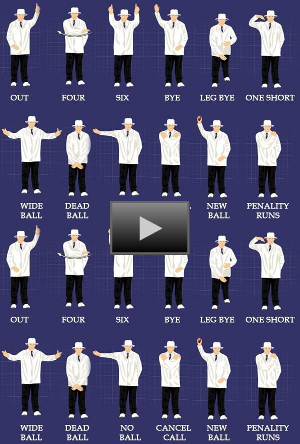 OUT FOUR SIX BYE LEG BYE ONE SHORT
WIDE DEAD NEW PENALITY
BALL BALL BALL RUNS
OUT FOUR SIX BYE LEG BYE ONE SHORT
WIDE DEAD NO CANCEL NEW PENALITY
BALL BALL BALL CALL BALL RUNS